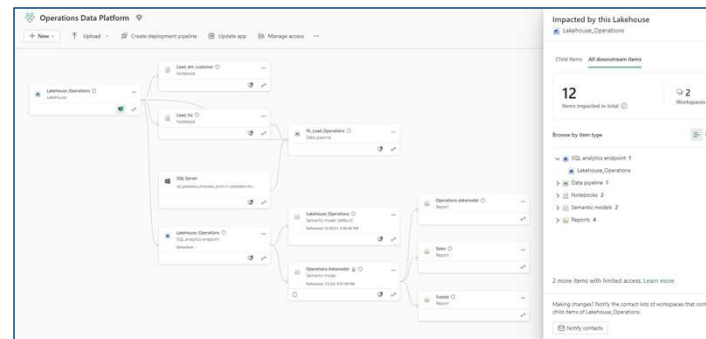 Operations Data Platform
+ New
Upload
Create deployment pipeline
Update app
Manage access
Lakehouse_Operations
Lakehouse
Notebook
Load_fle
Notebook
SQL Server
PL_Load_Operations
Data pipeline
Lakehouse_Operations
SQL analytics endpoint
Refreshed: --
Lakehouse_Operations
Semantic model (default)
Operations datamodel
Semantic model
Operations datamodel
Report
Sales
Report
Supply
Report
Impacted by this Lakehouse
Lakehouse_Operations
Child items All downstream items
12
Items impacted in total
2
Workspaces
Browse by item type
SQL analytics endpoint 1
Lakehouse_Operations
Data pipeline 1
Notebooks 2
Semantic models 2
Reports 4
2 more items with limited access. Learn more
Making changes? Notify the contact lists of workspaces that cont
child items of Lakehouse_Operations.
Notify contacts